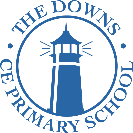 THE DOWNS
CE PRIMARY SCHOOL